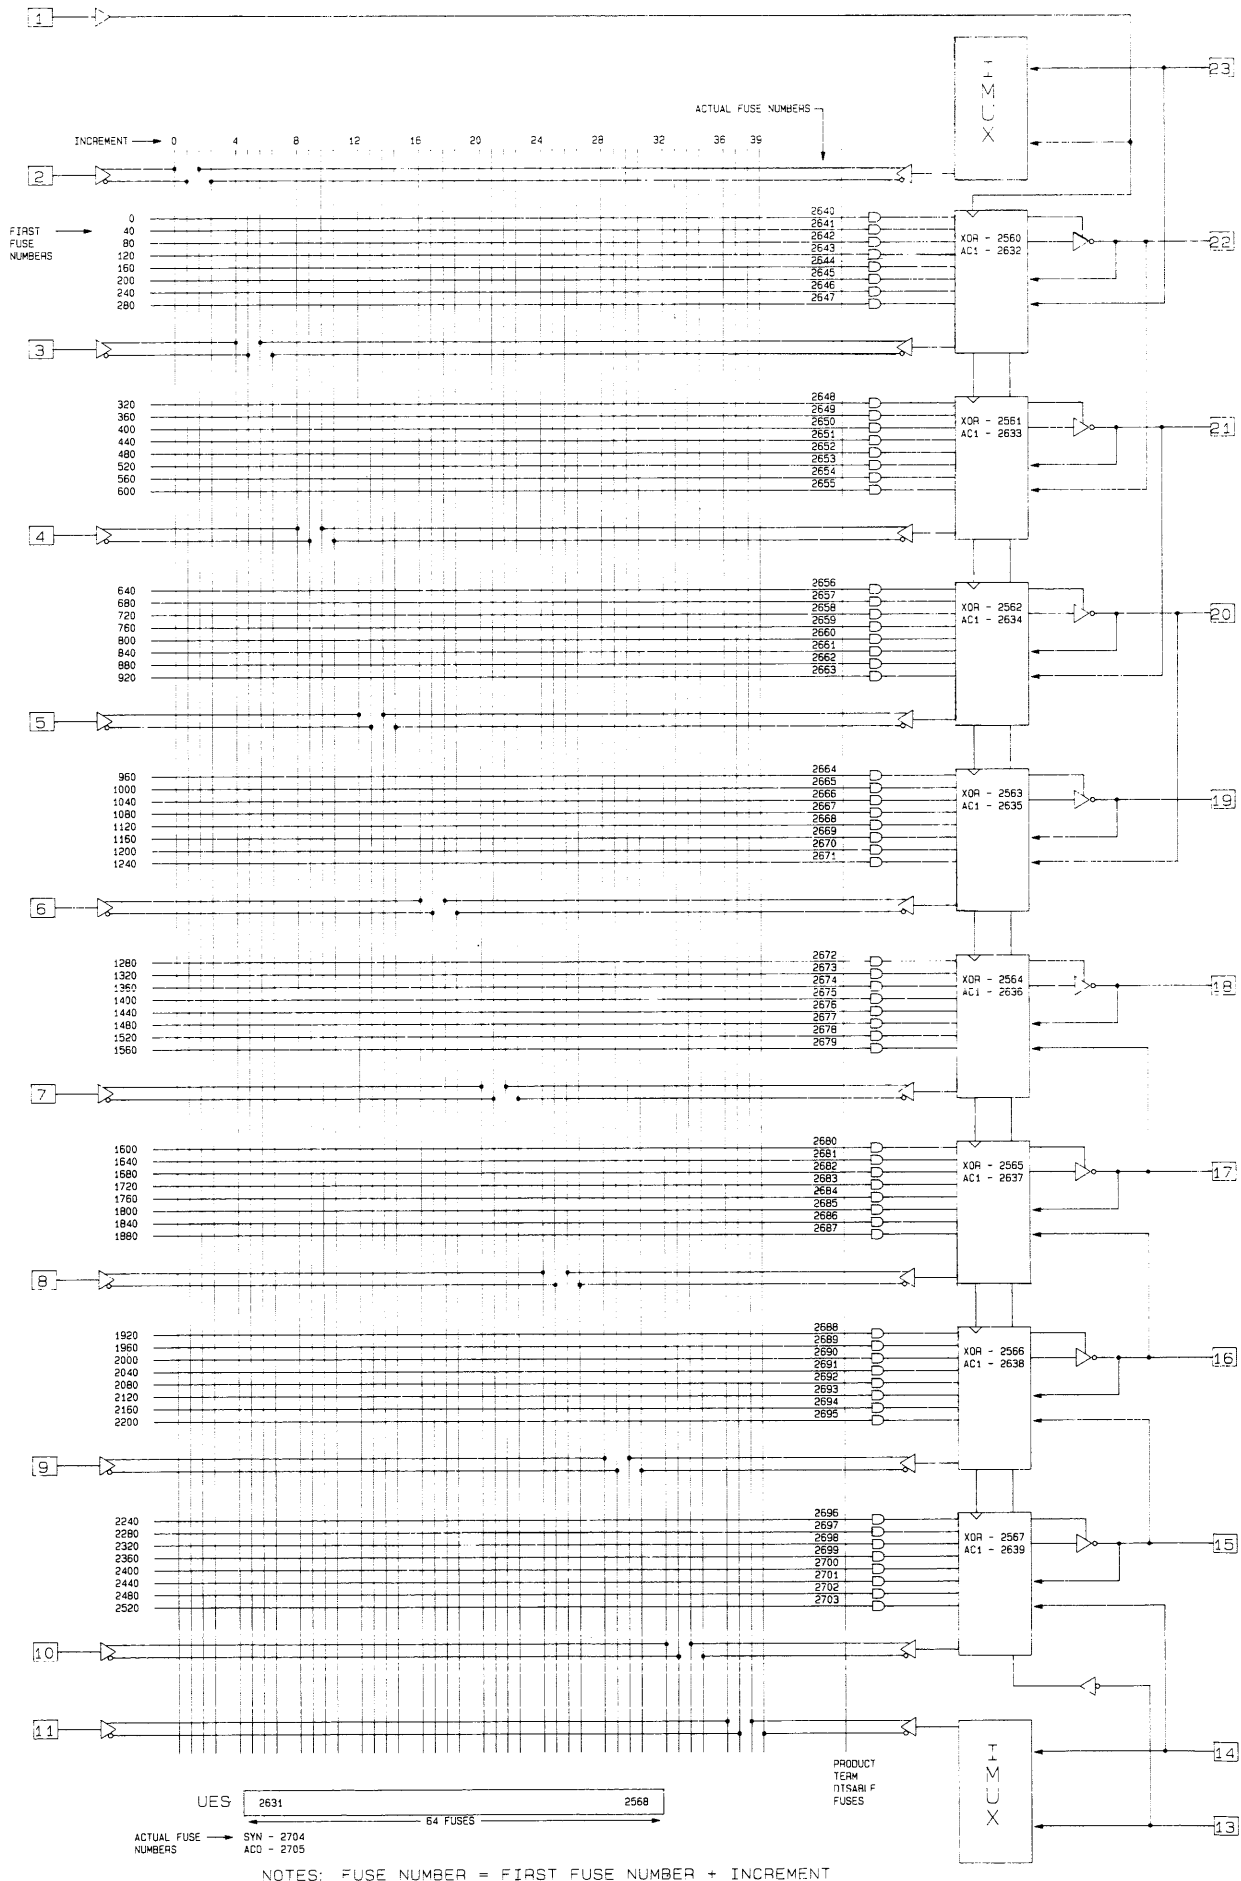 1
23
IMUX
ACTUAL FUSE NUMBERS
INCREMENT 0 4 8 12 16 20 24 28 32 36 39
2
FIRST
FUSE
NUMBERS
0 2640
40 2641
80 2642
120 2643
160 2644
200 2645
240 2646
280 2647
XOR - 2560
AC1 - 2632
22
3
320 2648
360 2649
400 2650
440 2651
480 2652
520 2653
560 2654
600 2655
XOR - 2561
AC1 - 2633
21
4
640 2656
680 2657
720 2658
760 2659
800 2660
840 2661
880 2662
920 2663
XOR - 2562
AC1 - 2634
20
5
960 2664
1000 2665
1040 2666
1080 2667
1120 2668
1160 2669
1200 2670
1240 2671
XOR - 2563
AC1 - 2635
19
6
1280 2672
1320 2673
1360 2674
1400 2675
1440 2676
1480 2677
1520 2678
1560 2679
XOR - 2564
AC1 - 2636
18
7
1600 2680
1640 2681
1680 2682
1720 2683
1760 2684
1800 2685
1840 2686
1880 2687
XOR - 2565
AC1 - 2637
17
8
1920 2688
1960 2689
2000 2690
2040 2691
2080 2692
2120 2693
2160 2694
2200 2695
XOR - 2566
AC1 - 2638
16
9
2240 2696
2280 2697
2320 2698
2360 2699
2400 2700
2440 2701
2480 2702
2520 2703
XOR - 2567
AC1 - 2639
15
10
11
IMUX
14
13
PRODUCT
TERM
DISABLE
FUSES
UES 2631 2568
64 FUSES
ACTUAL FUSE SYN - 2704
NUMBERS AC0 - 2705
NOTES: FUSE NUMBER = FIRST FUSE NUMBER + INCREMENT